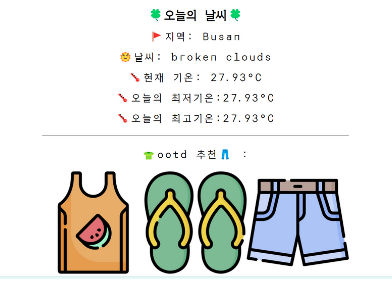 🍀오늘의 날씨🍀
🚩지역: Busan
🌞날씨: broken clouds
🌡현재 기온: 27.93°C
🌡오늘의 최저기온:27.93°C
🌡오늘의 최고기온:27.93°C
👕ootd 추천👖 :